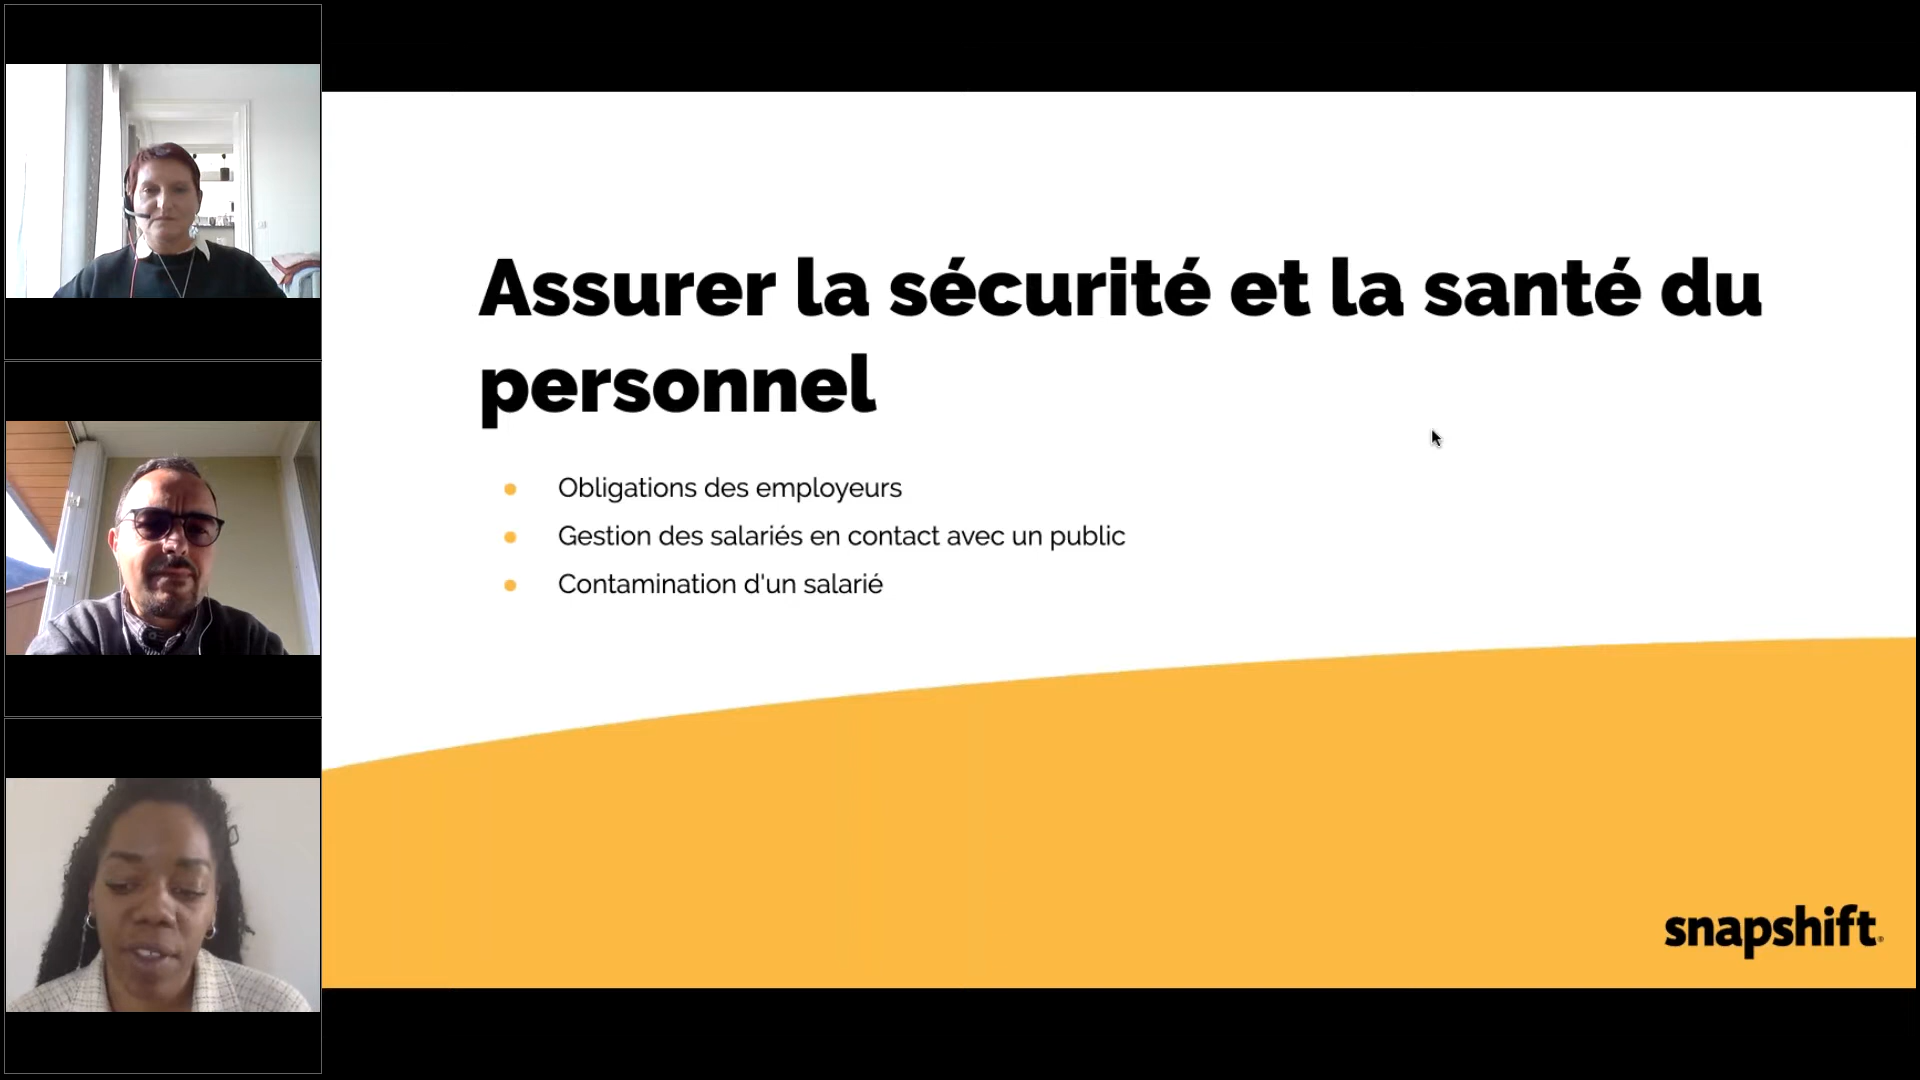 Assurer la sécurité et la santé du
personnel
Obligations des employeurs
Gestion des salariés en contact avec un public
Contamination d'un salarié
snapshift